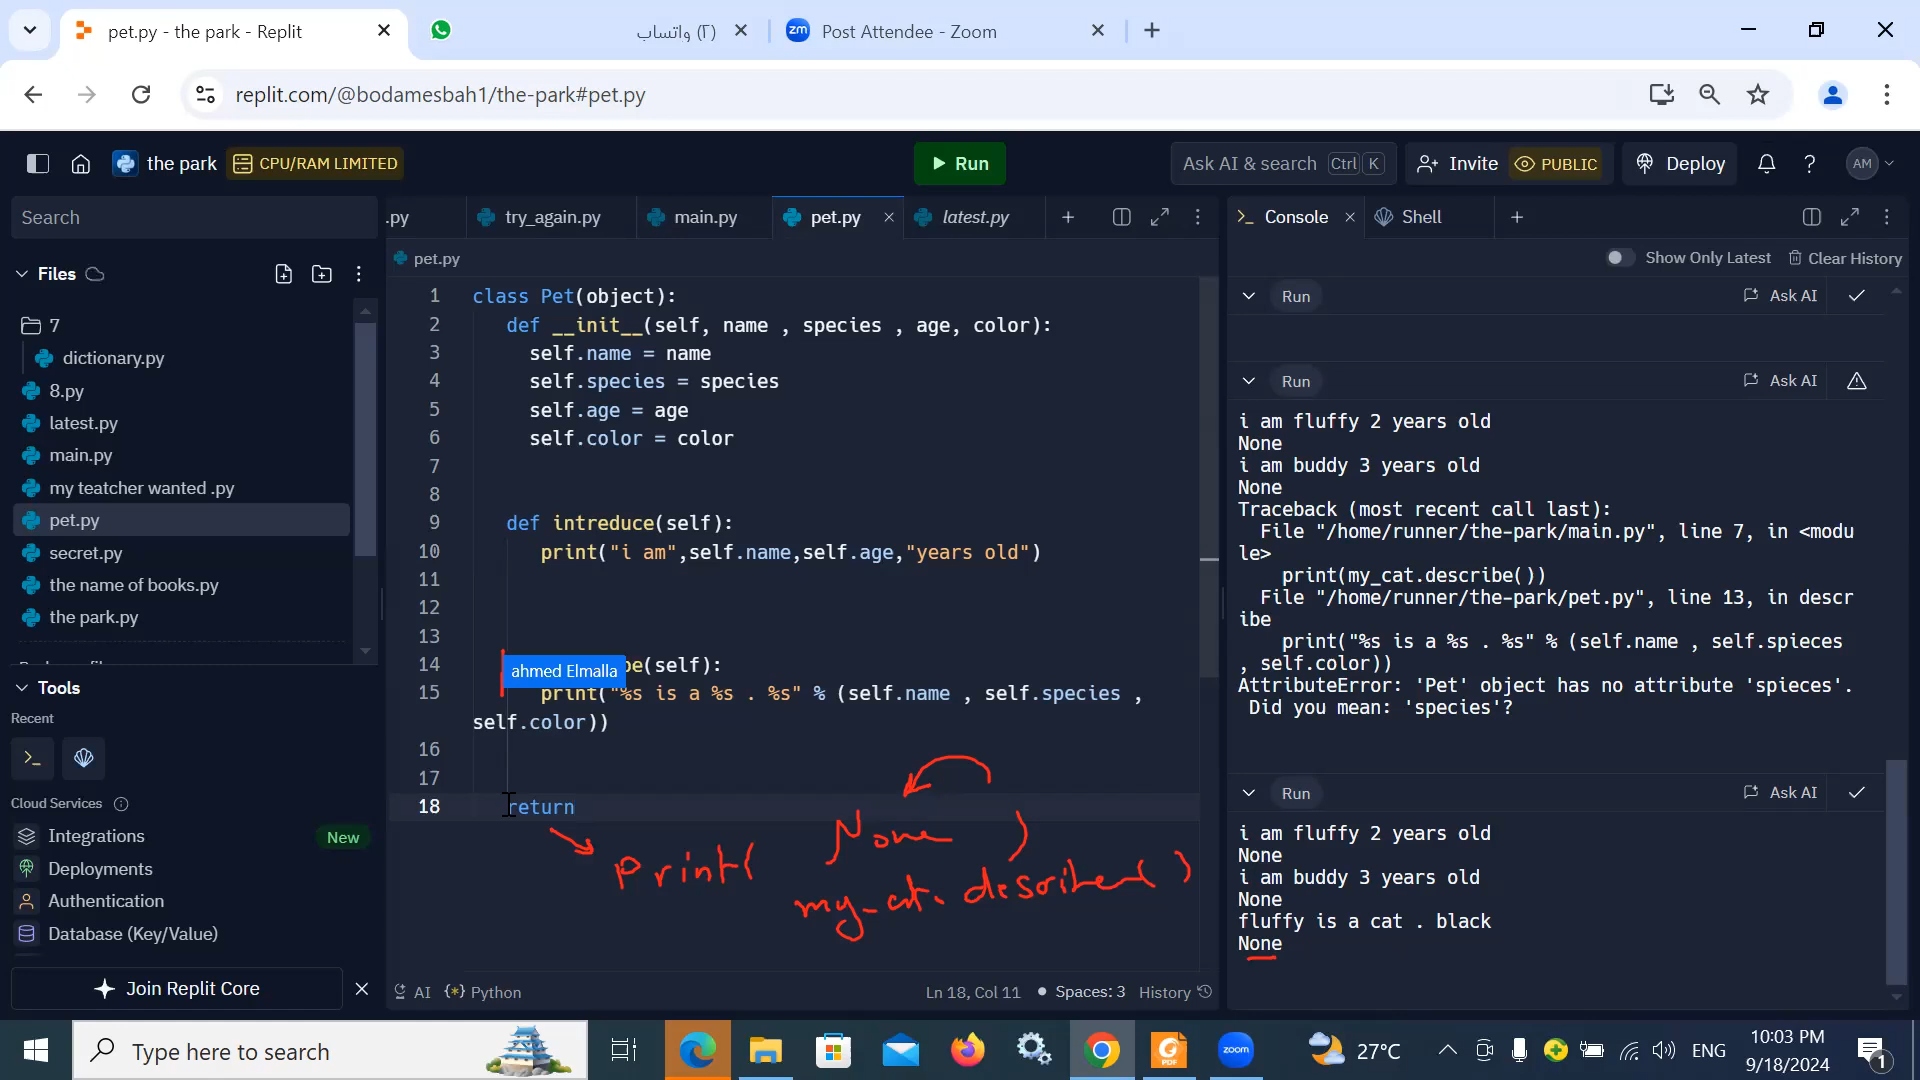 pet.py - the park - Replit
واتساب (٢)
Post Attendee - Zoom
replit.com/@bodamesbah1/the-park#pet.py
the park
CPU/RAM LIMITED
Run
Ask AI & search Ctrl K
Invite
PUBLIC
Deploy
AM
Search
.py
try_again.py
main.py
pet.py
latest.py
Console
Shell
pet.py
Show Only Latest
Clear History
Files
7
dictionary.py
8.py
latest.py
main.py
my teatcher wanted .py
pet.py
secret.py
the name of books.py
the park.py
Tools
Recent
Cloud Services
Integrations New
Deployments
Authentication
Database (Key/Value)
Join Replit Core
1 class Pet(object):
2 def __init__(self, name , species , age, color):
3 self.name = name
4 self.species = species
5 self.age = age
6 self.color = color
7
8
9 def intreduce(self):
10 print("i am",self.name,self.age,"years old")
11
12
13
14 be(self):
ahmed Elmalla
15 print("%s is a %s . %s" % (self.name , self.species ,
self.color))
16
17
18 return
None )
Print(
my_cat. describe( )
AI
Python
Ln 18, Col 11
Spaces: 3
History
Run Ask AI
Run Ask AI
i am fluffy 2 years old
None
i am buddy 3 years old
None
Traceback (most recent call last):
File "/home/runner/the-park/main.py", line 7, in <modu
le>
print(my_cat.describe())
File "/home/runner/the-park/pet.py", line 13, in descr
ibe
print("%s is a %s . %s" % (self.name , self.spieces
, self.color))
AttributeError: 'Pet' object has no attribute 'spieces'.
Did you mean: 'species'?
Run Ask AI
i am fluffy 2 years old
None
i am buddy 3 years old
None
fluffy is a cat . black
None
Type here to search
zoom
27°C
ENG
10:03 PM
9/18/2024
1